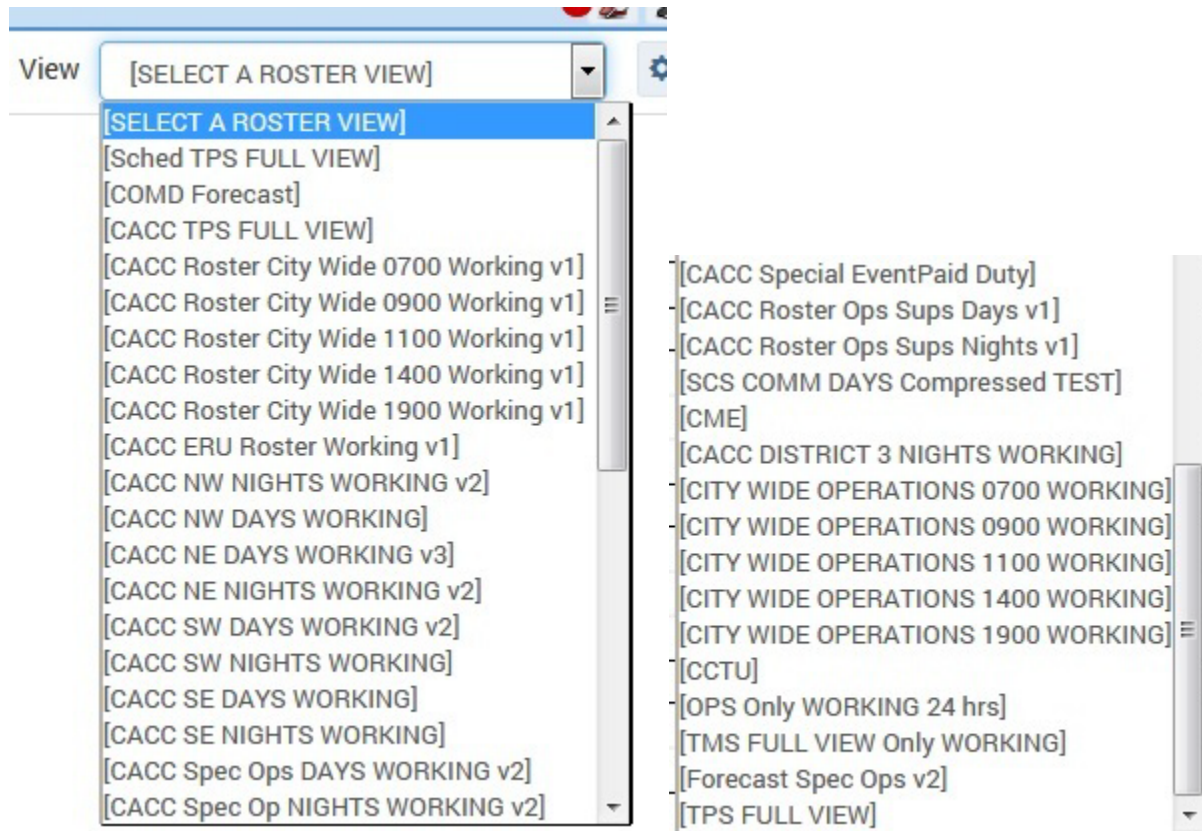 View
[SELECT A ROSTER VIEW]
[SELECT A ROSTER VIEW]
[Sched TPS FULL VIEW]
[COMD Forecast]
[CACC TPS FULL VIEW]
[CACC Roster City Wide 0700 Working v1]
[CACC Roster City Wide 0900 Working v1]
[CACC Roster City Wide 1100 Working v1]
[CACC Roster City Wide 1400 Working v1]
[CACC Roster City Wide 1900 Working v1]
[CACC ERU Roster Working v1]
[CACC NW NIGHTS WORKING v2]
[CACC NW DAYS WORKING]
[CACC NE DAYS WORKING v3]
[CACC NE NIGHTS WORKING v2]
[CACC SW DAYS WORKING v2]
[CACC SW NIGHTS WORKING]
[CACC SE DAYS WORKING]
[CACC SE NIGHTS WORKING]
[CACC Spec Ops DAYS WORKING v2]
[CACC Spec Op NIGHTS WORKING v2]
[CACC Special EventPaid Duty]
[CACC Roster Ops Sups Days v1]
[CACC Roster Ops Sups Nights v1]
[SCS COMM DAYS Compressed TEST]
[CME]
[CACC DISTRICT 3 NIGHTS WORKING]
[CITY WIDE OPERATIONS 0700 WORKING]
[CITY WIDE OPERATIONS 0900 WORKING]
[CITY WIDE OPERATIONS 1100 WORKING]
[CITY WIDE OPERATIONS 1400 WORKING]
[CITY WIDE OPERATIONS 1900 WORKING]
[CCTU]
[OPS Only WORKING 24 hrs]
[TMS FULL VIEW Only WORKING]
[Forecast Spec Ops v2]
[TPS FULL VIEW]